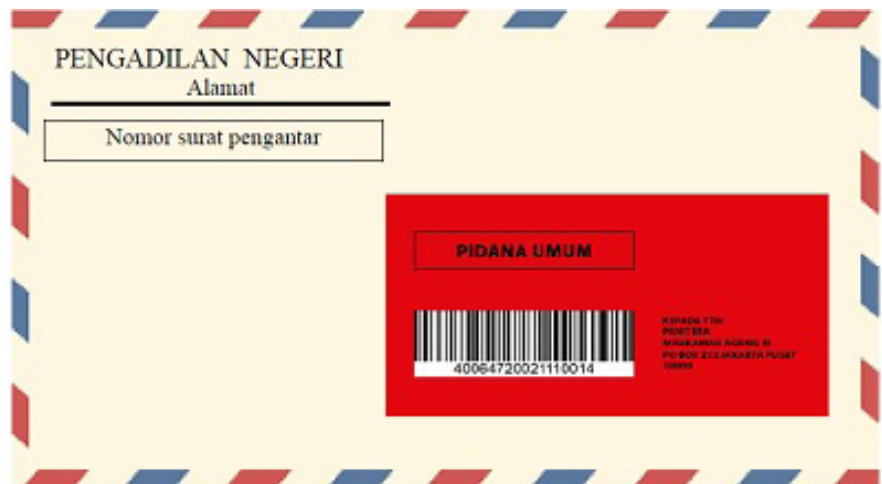 PENGADILAN NEGERI
Alamat
Nomor surat pengantar
PIDANA UMUM
40064720021110014
KEPADA YTH
PANITERA
MAHKAMAH AGUNG RI
PO BOX 212 JAKARTA PUSAT